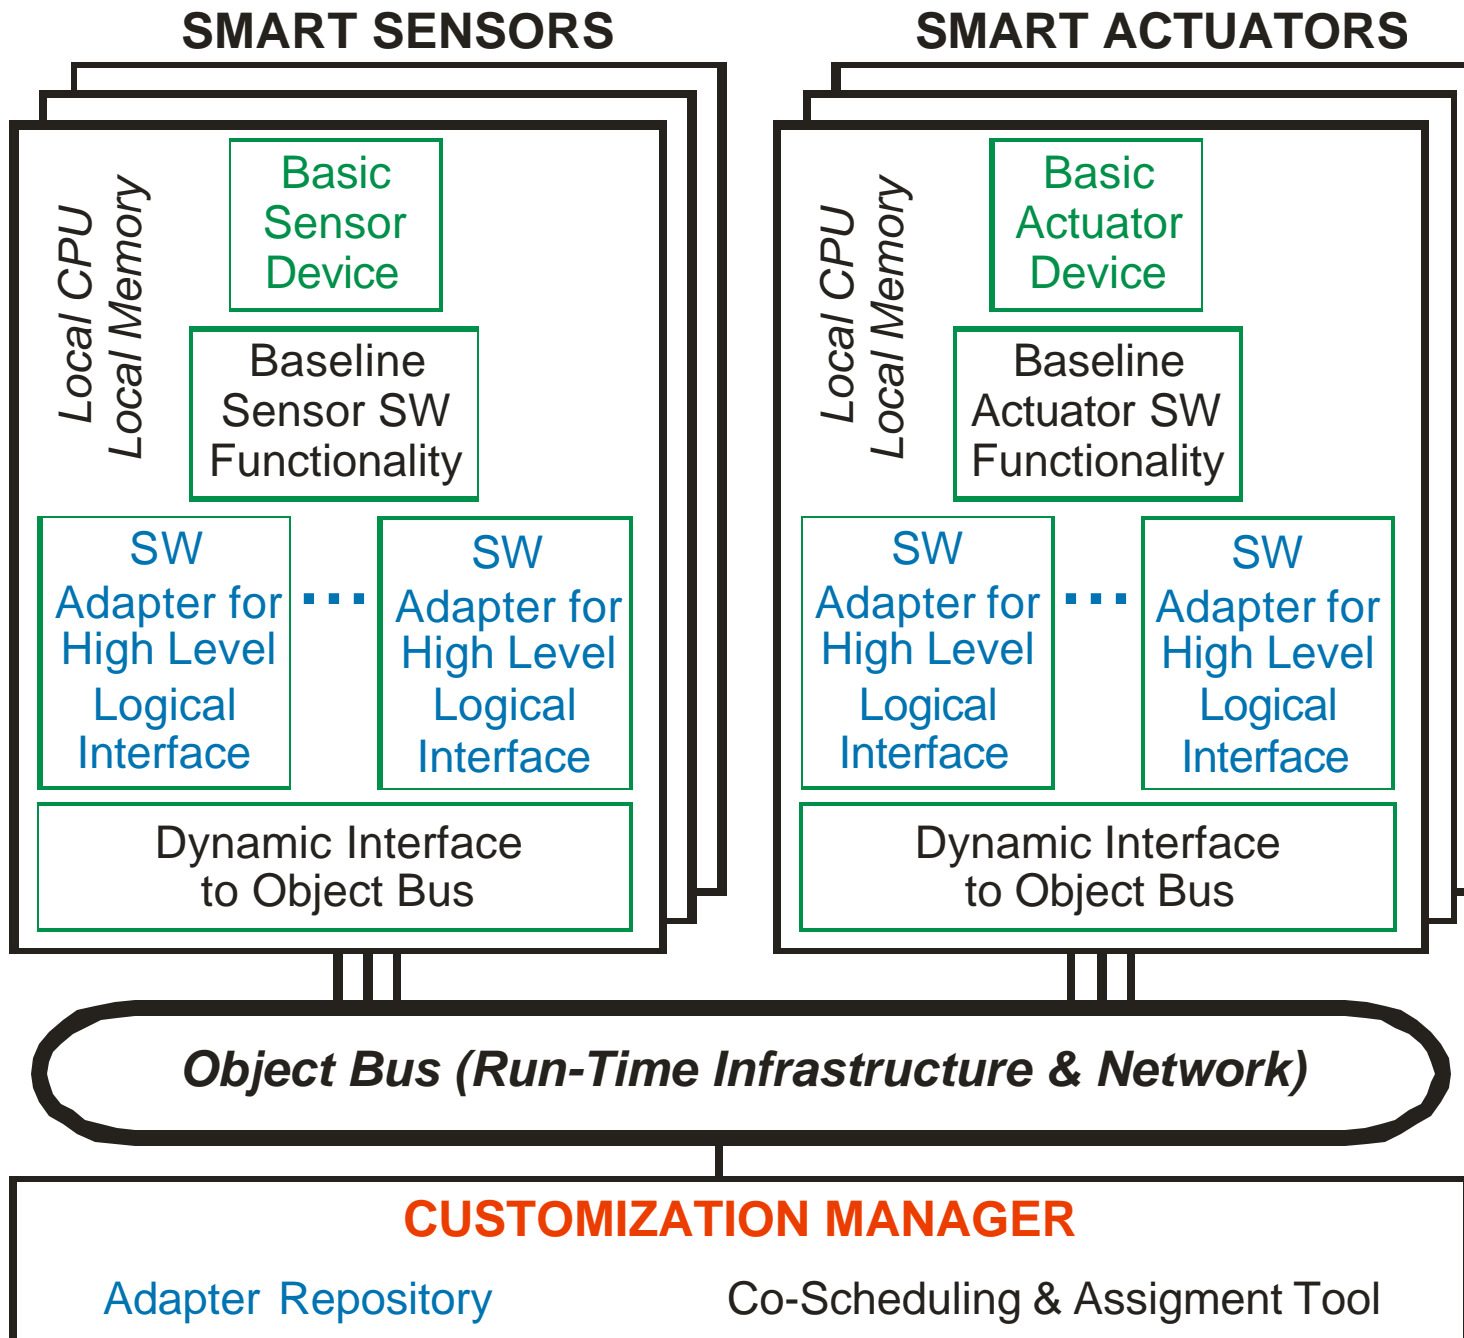 SMART SENSORS
SMART ACTUATORS
Local CPU
Local Memory
Basic
Sensor
Device
Baseline
Sensor SW
Functionality
SW
Adapter for
High Level
Logical
Interface
...
SW
Adapter for
High Level
Logical
Interface
Dynamic Interface
to Object Bus
Local CPU
Local Memory
Basic
Actuator
Device
Baseline
Actuator SW
Functionality
SW
Adapter for
High Level
Logical
Interface
...
SW
Adapter for
High Level
Logical
Interface
Dynamic Interface
to Object Bus
Object Bus (Run-Time Infrastructure & Network)
CUSTOMIZATION MANAGER
Adapter Repository
Co-Scheduling & Assigment Tool